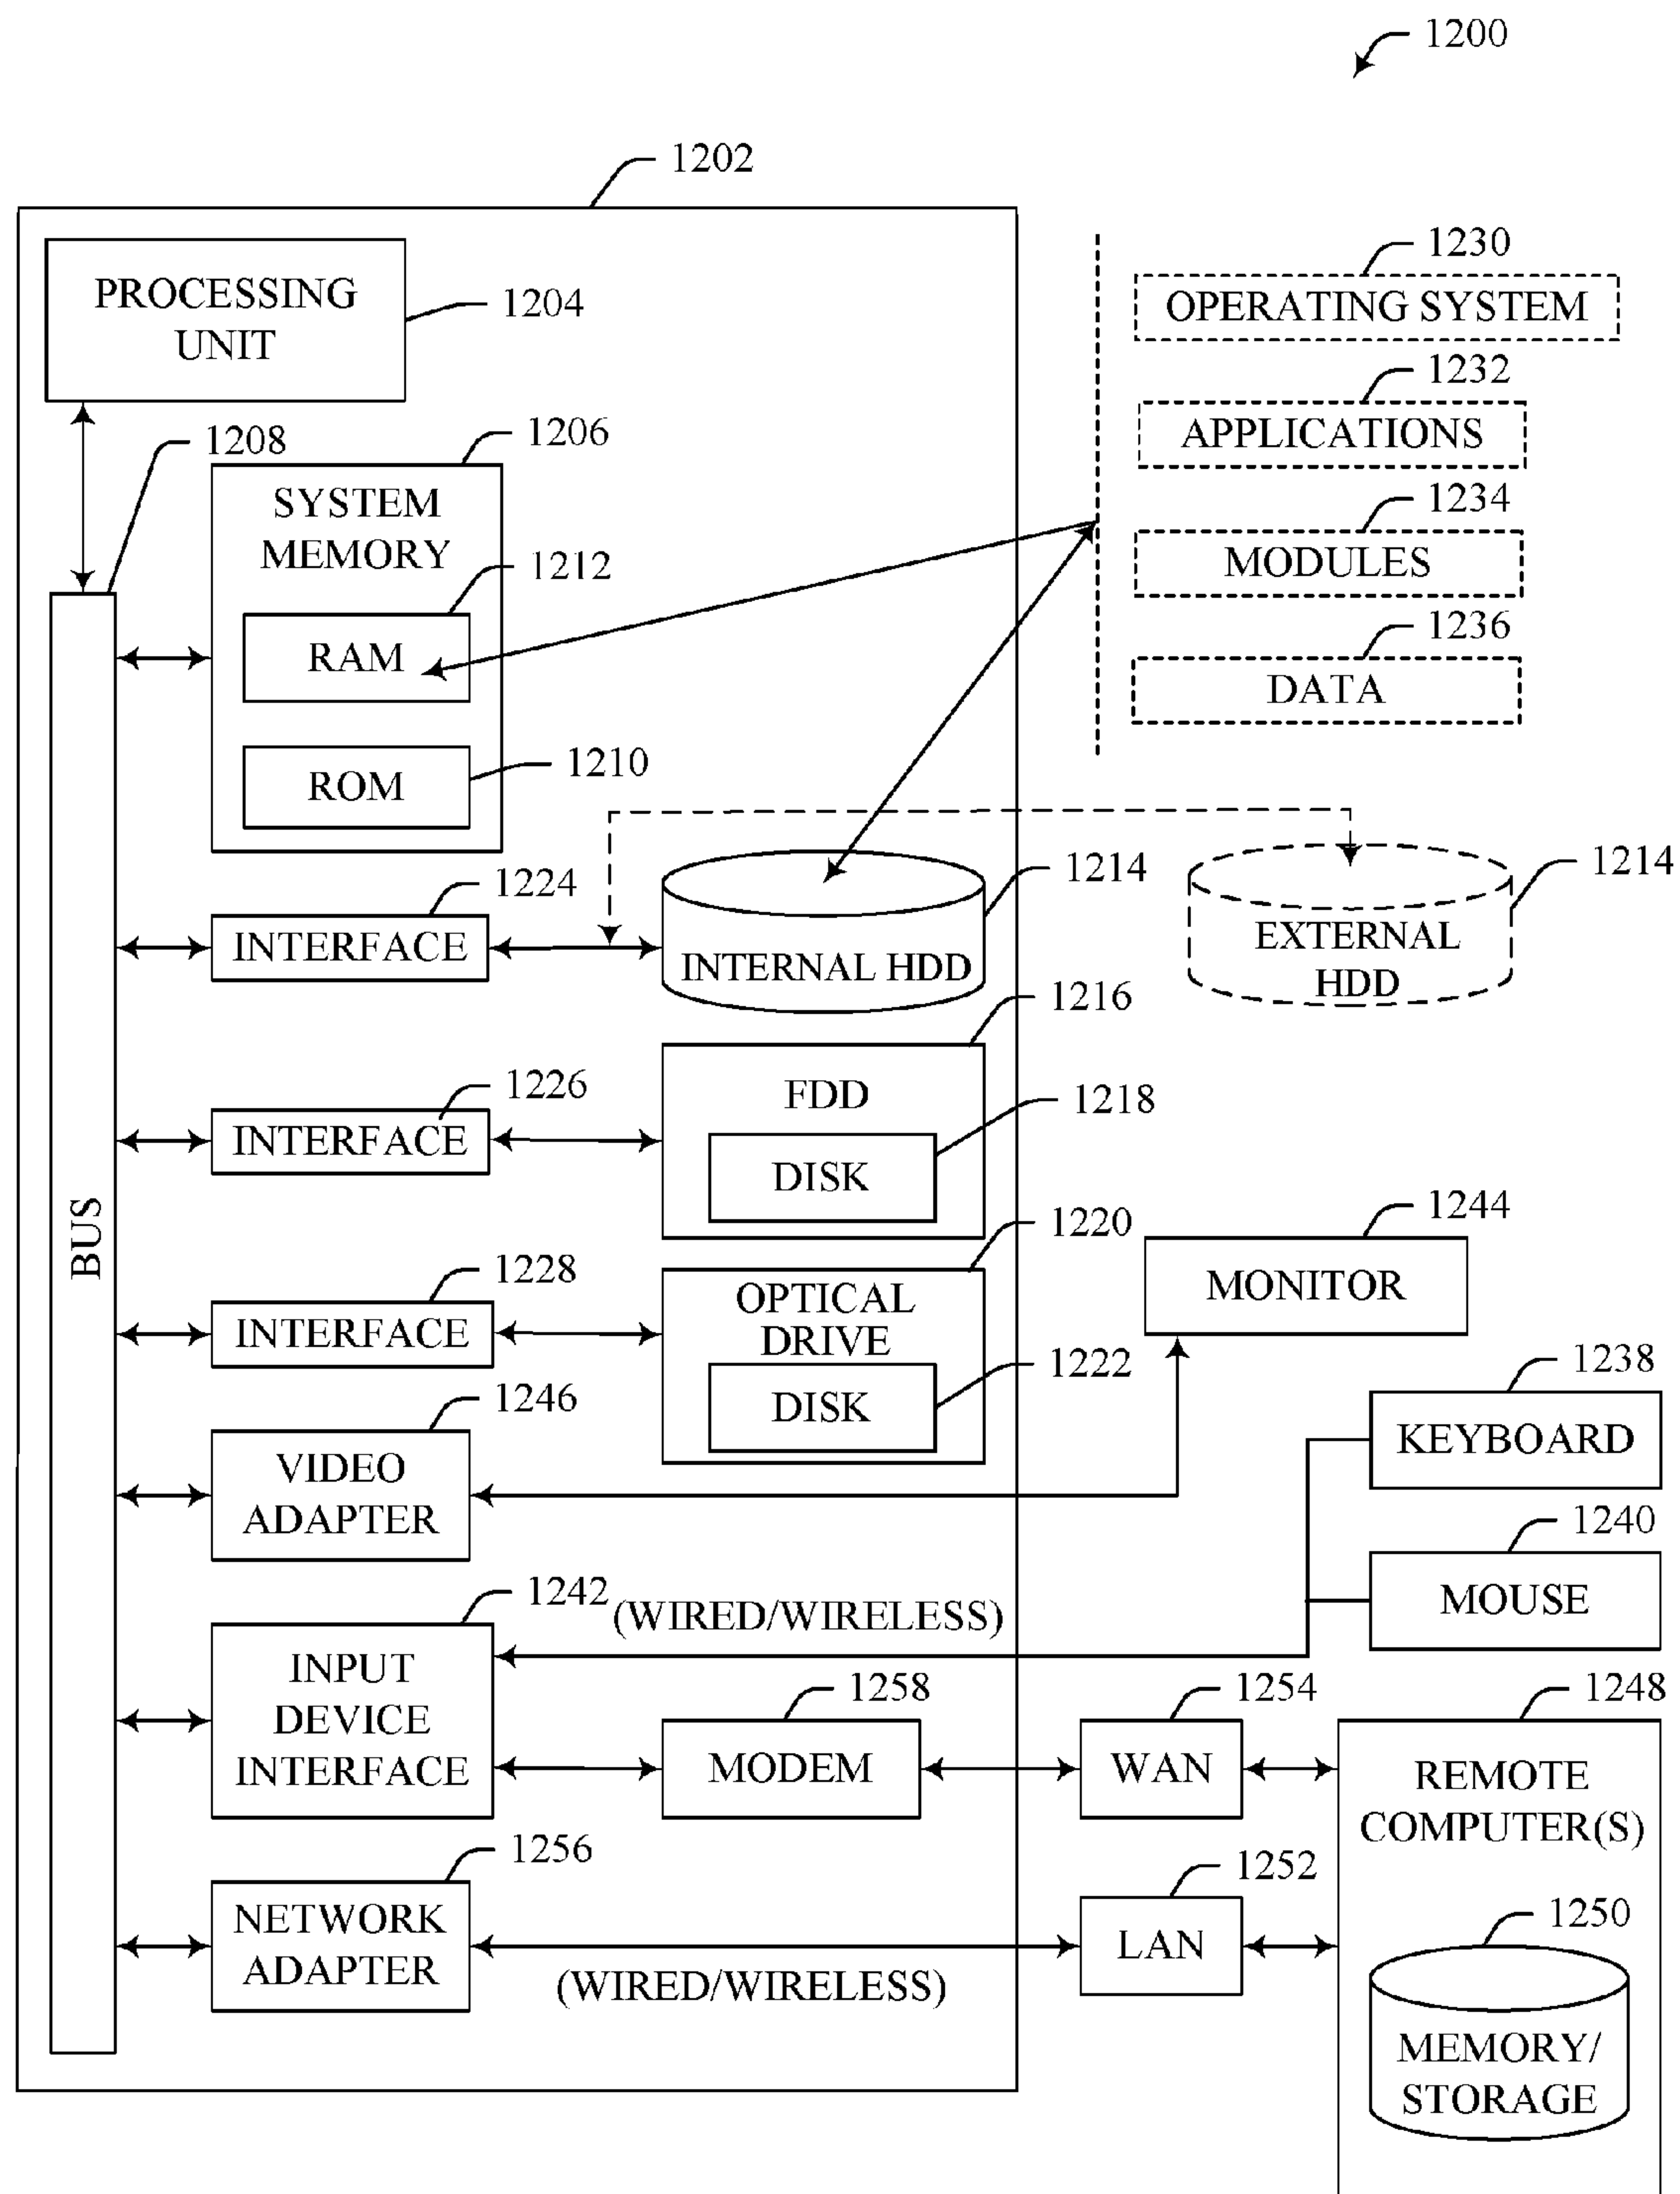 1200
1202
PROCESSING
UNIT
1204
1230
OPERATING SYSTEM
1232
APPLICATIONS
1234
MODULES
1236
DATA
1208
1206
SYSTEM
MEMORY
1212
RAM
1210
ROM
1224
INTERFACE
1214
INTERNAL HDD
1214
EXTERNAL
HDD
1216
1226
INTERFACE
FDD
1218
DISK
BUS
1220
1228
INTERFACE
OPTICAL
DRIVE
1222
DISK
1244
MONITOR
1238
KEYBOARD
1246
VIDEO
ADAPTER
1240
MOUSE
1242
(WIRED/WIRELESS)
INPUT
DEVICE
INTERFACE
1258
MODEM
1254
WAN
1248
REMOTE
COMPUTER(S)
1256
NETWORK
ADAPTER
(WIRED/WIRELESS)
1252
LAN
1250
MEMORY/
STORAGE